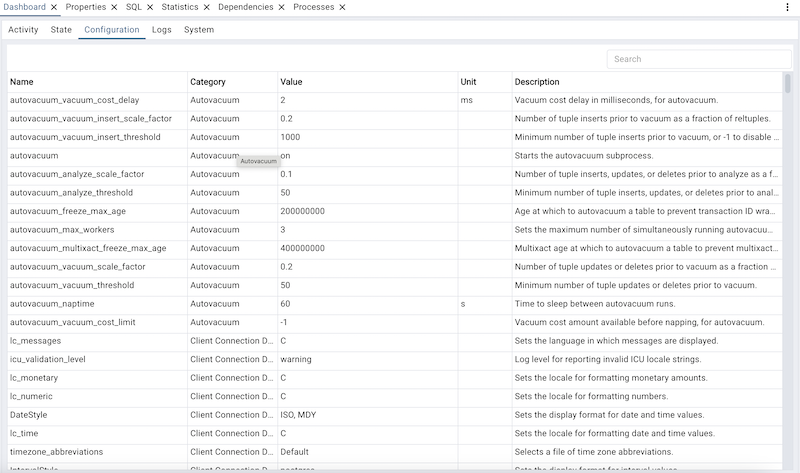 Dashboard Properties SQL Statistics Dependencies Processes
Activity State Configuration Logs System
Search
Name Category Value Unit Description
autovacuum_vacuum_cost_delay Autovacuum 2 ms Vacuum cost delay in milliseconds, for autovacuum.
autovacuum_vacuum_insert_scale_factor Autovacuum 0.2 Number of tuple inserts prior to vacuum as a fraction of reltuples.
autovacuum_vacuum_insert_threshold Autovacuum 1000 Minimum number of tuple inserts prior to vacuum, or -1 to disable ...
autovacuum Autovacuum on Starts the autovacuum subprocess.
Autovacuum
autovacuum_analyze_scale_factor Autovacuum 0.1 Number of tuple inserts, updates, or deletes prior to analyze as a f...
autovacuum_analyze_threshold Autovacuum 50 Minimum number of tuple inserts, updates, or deletes prior to anal...
autovacuum_freeze_max_age Autovacuum 200000000 Age at which to autovacuum a table to prevent transaction ID wra...
autovacuum_max_workers Autovacuum 3 Sets the maximum number of simultaneously running autovacuu...
autovacuum_multixact_freeze_max_age Autovacuum 400000000 Multixact age at which to autovacuum a table to prevent multixact...
autovacuum_vacuum_scale_factor Autovacuum 0.2 Number of tuple updates or deletes prior to vacuum as a fraction ...
autovacuum_vacuum_threshold Autovacuum 50 Minimum number of tuple updates or deletes prior to vacuum.
autovacuum_naptime Autovacuum 60 s Time to sleep between autovacuum runs.
autovacuum_vacuum_cost_limit Autovacuum -1 Vacuum cost amount available before napping, for autovacuum.
lc_messages Client Connection D... C Sets the language in which messages are displayed.
icu_validation_level Client Connection D... warning Log level for reporting invalid ICU locale strings.
lc_monetary Client Connection D... C Sets the locale for formatting monetary amounts.
lc_numeric Client Connection D... C Sets the locale for formatting numbers.
DateStyle Client Connection D... ISO, MDY Sets the display format for date and time values.
lc_time Client Connection D... C Sets the locale for formatting date and time values.
timezone_abbreviations Client Connection D... Default Selects a file of time zone abbreviations.